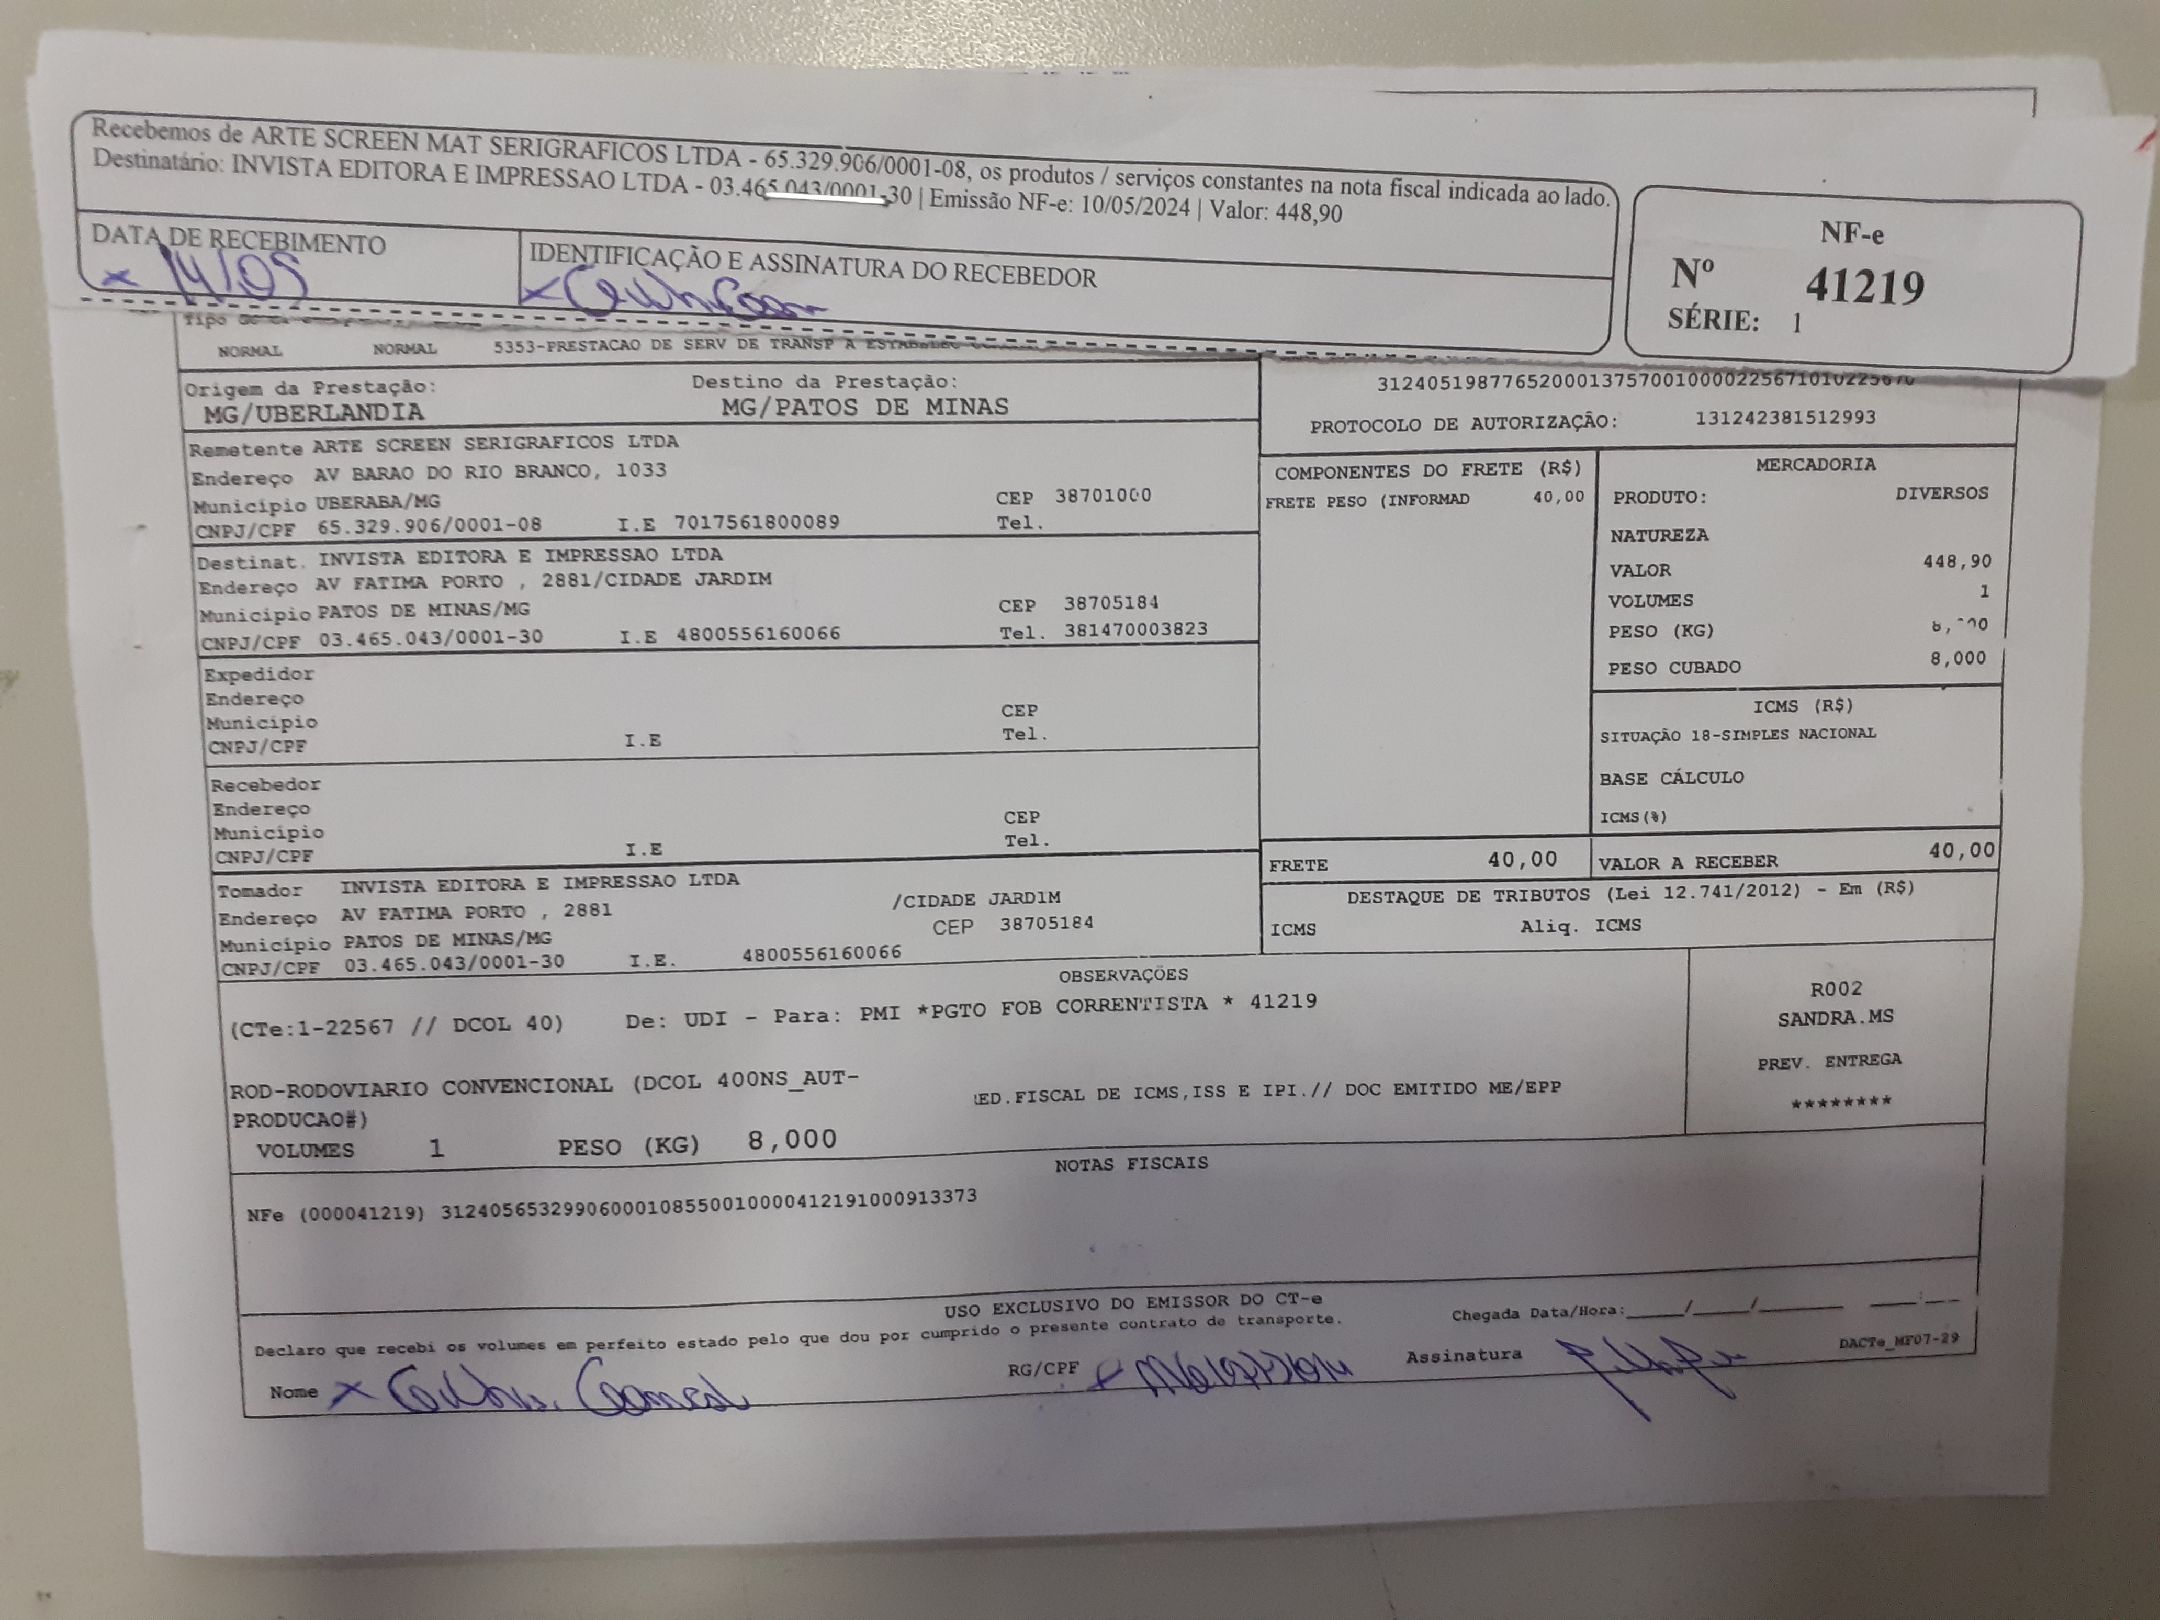 Recebemos de ARTE SCREEN MAT SERIGRAFICOS LTDA - 65.329.906/0001-08, os produtos / serviços constantes na nota fiscal indicada ao lado.
Destinatário: INVISTA EDITORA E IMPRESSAO LTDA - 03.465.043/0001-30 | Emissão NF-e: 10/05/2024 | Valor: 448,90
DATA DE RECEBIMENTO
x 14/05
IDENTIFICAÇÃO E ASSINATURA DO RECEBEDOR
x
NF-e
Nº 41219
SÉRIE: 1
NORMAL NORMAL 5353-PRESTACAO DE SERV DE TRANSP A
Origem da Prestação: Destino da Prestação:
MG/UBERLANDIA MG/PATOS DE MINAS
PROTOCOLO DE AUTORIZAÇÃO: 131242381512993
Remetente ARTE SCREEN SERIGRAFICOS LTDA
Endereço AV BARAO DO RIO BRANCO, 1033
Município UBERABA/MG CEP 38701000
CNPJ/CPF 65.329.906/0001-08 I.E 7017561800089 Tel.
Destinat. INVISTA EDITORA E IMPRESSAO LTDA
Endereço AV FATIMA PORTO , 2881/CIDADE JARDIM
Município PATOS DE MINAS/MG CEP 38705184
CNPJ/CPF 03.465.043/0001-30 I.E 4800556160066 Tel. 381470003823
Expedidor
Endereço
Município CEP
CNPJ/CPF I.E Tel.
Recebedor
Endereço
Município CEP
CNPJ/CPF I.E Tel.
Tomador INVISTA EDITORA E IMPRESSAO LTDA
Endereço AV FATIMA PORTO , 2881 /CIDADE JARDIM
Município PATOS DE MINAS/MG CEP 38705184
CNPJ/CPF 03.465.043/0001-30 I.E. 4800556160066
COMPONENTES DO FRETE (R$)
FRETE PESO (INFORMAD 40,00
MERCADORIA
PRODUTO: DIVERSOS
NATUREZA
VALOR 448,90
VOLUMES 1
PESO (KG)
PESO CUBADO 8,000
ICMS (R$)
SITUAÇÃO 18-SIMPLES NACIONAL
BASE CÁLCULO
ICMS(%)
FRETE 40,00 VALOR A RECEBER 40,00
DESTAQUE DE TRIBUTOS (Lei 12.741/2012) - Em (R$)
ICMS Aliq. ICMS
OBSERVAÇÕES
(CTe:1-22567 // DCOL 40) De: UDI - Para: PMI *PGTO FOB CORRENTISTA * 41219
ROD-RODOVIARIO CONVENCIONAL (DCOL 400NS_AUT-
PRODUCAO#)
ED.FISCAL DE ICMS,ISS E IPI.// DOC EMITIDO ME/EPP
VOLUMES 1 PESO (KG) 8,000
R002
SANDRA.MS
PREV. ENTREGA
********
NOTAS FISCAIS
NFe (000041219) 31240565329906000108550010000412191000913373
USO EXCLUSIVO DO EMISSOR DO CT-e
Declaro que recebi os volumes em perfeito estado pelo que dou por cumprido o presente contrato de transporte.
Chegada Data/Hora:_____/_____/_______ ____:____
Nome x
RG/CPF x
Assinatura
DACTe_MF07-29